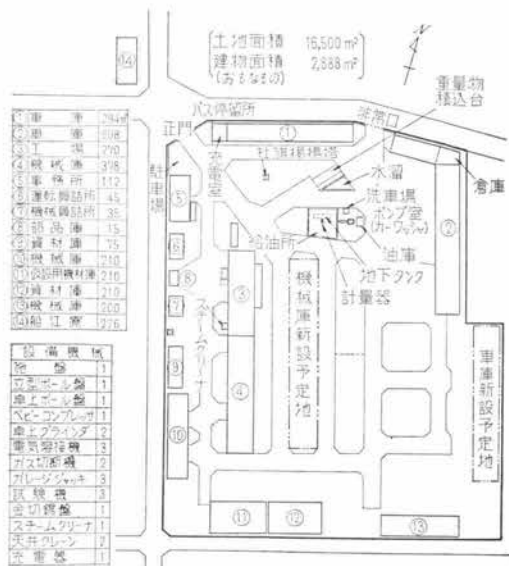 土地面積 16,500m²
建物面積 2,888m²
(おもなもの)
重量物
積込台
バス停留所
非常口
正門
①
水留
倉庫
駐車場
充電室
洗車場
ポンプ室
(カーウォッシャ)
給油所
油庫
地下タンク
計量器
②
③
④
⑤
⑥
⑦
⑧
⑨
⑩
⑪
⑫
⑬
⑭
スチームクリーナ
機械庫新設予定地
車庫新設予定地
①車庫 294㎡
②車庫
③工場
④機械庫 398
⑤事務所 112
⑥運転員詰所 45
⑦機械員詰所 35
⑧部品庫 15
⑨資材庫 75
⑩機械庫 210
⑪仮設用機材庫 210
⑫資材庫 210
⑬機械庫 200
⑭船江寮 276
設備機械
旋盤 1
立型ボール盤 1
卓上ボール盤 1
ベビーコンプレッサ 1
卓上グラインダ 2
電気溶接機 3
ガス切断機 2
ガレージジャッキ 3
試験機 3
金切鋸盤 1
スチームクリーナ 1
天井クレーン 2
充電器 1